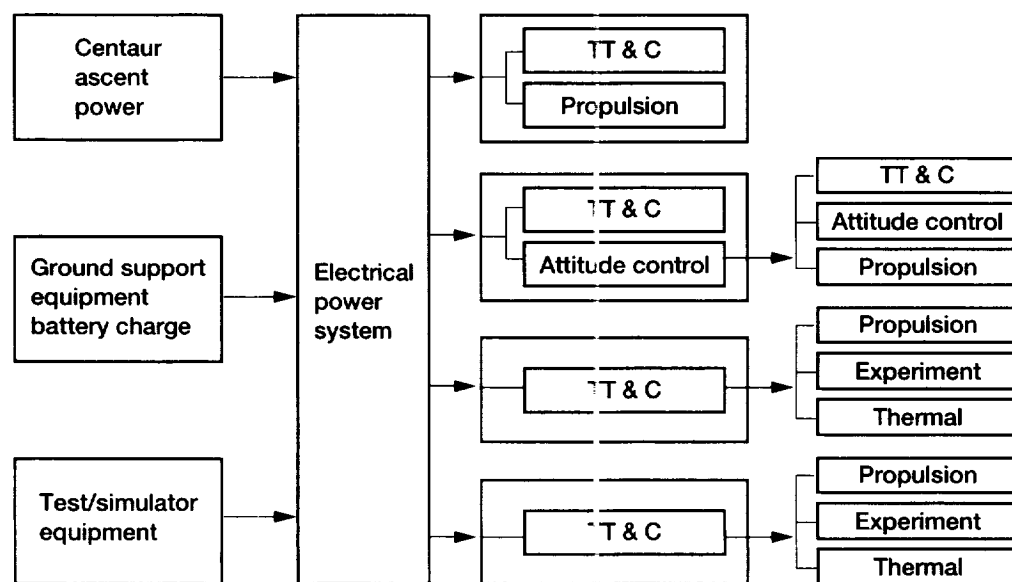 Centaur
ascent
power
Ground support
equipment
battery charge
Test/simulator
equipment
Electrical
power
system
TT & C
Propulsion
TT & C
Attitude control
TT & C
TT & C
TT & C
Attitude control
Propulsion
Propulsion
Experiment
Thermal
Propulsion
Experiment
Thermal